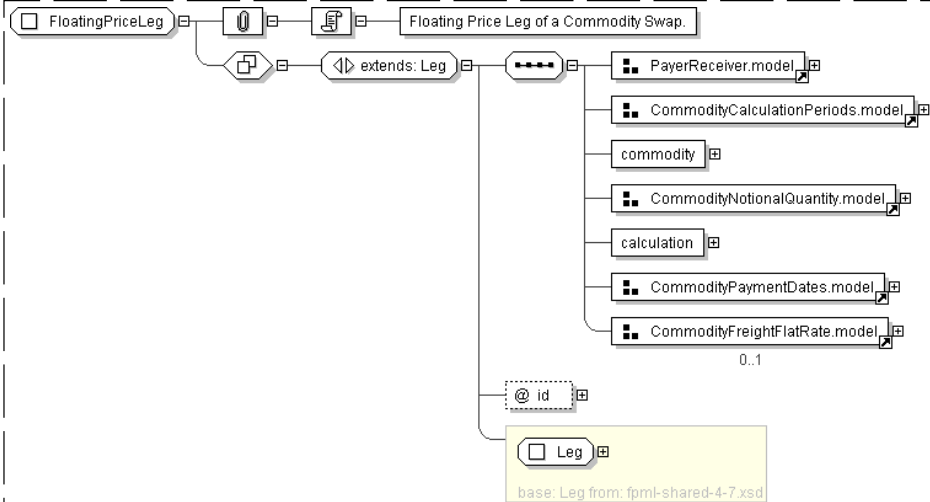 FloatingPriceLeg
Floating Price Leg of a Commodity Swap.
extends: Leg
PayerReceiver.model
CommodityCalculationPeriods.model
commodity
CommodityNotionalQuantity.model
calculation
CommodityPaymentDates.model
CommodityFreightFlatRate.model
0..1
@ id
Leg
base: Leg from: fpml-shared-4-7.xsd